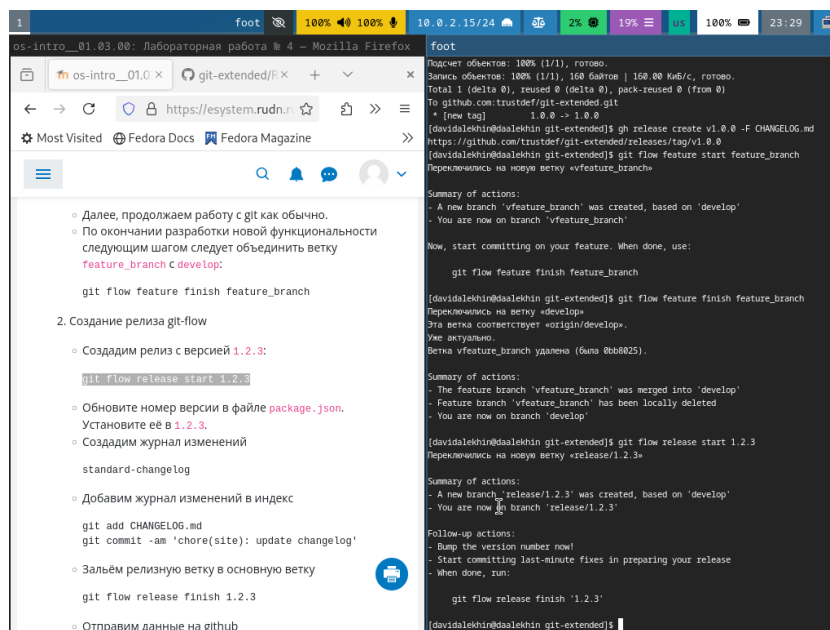 1 foot 100% 100% 10.0.2.15/24 2% 19% us 100% 23:29
os-intro__01.03.00: Лабораторная работа № 4 — Mozilla Firefox
os-intro__01.0
git-extended/R
https://esystem.rudn.r
Most Visited Fedora Docs Fedora Magazine
Далее, продолжаем работу c git как обычно.
По окончании разработки новой функциональности
следующим шагом следует объединить ветку
feature_branch c develop:
git flow feature finish feature_branch
2. Создание релиза git-flow
Создадим релиз с версией 1.2.3:
git flow release start 1.2.3
Обновите номер версии в файле package.json.
Установите её в 1.2.3.
Создадим журнал изменений
standard-changelog
Добавим журнал изменений в индекс
git add CHANGELOG.md
git commit -am 'chore(site): update changelog'
Зальём релизную ветку в основную ветку
git flow release finish 1.2.3
Отправим данные на github
foot
Подсчет объектов: 100% (1/1), готово.
Запись объектов: 100% (1/1), 160 байтов | 160.00 КиБ/с, готово.
Total 1 (delta 0), reused 0 (delta 0), pack-reused 0 (from 0)
To github.com:trustdef/git-extended.git
* [new tag] 1.0.0 -> 1.0.0
[davidalekhin@daalekhin git-extended]$ gh release create v1.0.0 -F CHANGELOG.md
https://github.com/trustdef/git-extended/releases/tag/v1.0.0
[davidalekhin@daalekhin git-extended]$ git flow feature start feature_branch
Переключились на новую ветку «vfeature_branch»
Summary of actions:
- A new branch 'vfeature_branch' was created, based on 'develop'
- You are now on branch 'vfeature_branch'
Now, start committing on your feature. When done, use:
git flow feature finish feature_branch
[davidalekhin@daalekhin git-extended]$ git flow feature finish feature_branch
Переключились на ветку «develop»
Эта ветка соответствует «origin/develop».
Уже актуально.
Ветка vfeature_branch удалена (была 0bb8025).
Summary of actions:
- The feature branch 'vfeature_branch' was merged into 'develop'
- Feature branch 'vfeature_branch' has been locally deleted
- You are now on branch 'develop'
[davidalekhin@daalekhin git-extended]$ git flow release start 1.2.3
Переключились на новую ветку «release/1.2.3»
Summary of actions:
- A new branch 'release/1.2.3' was created, based on 'develop'
- You are now on branch 'release/1.2.3'
Follow-up actions:
- Bump the version number now!
- Start committing last-minute fixes in preparing your release
- When done, run:
git flow release finish '1.2.3'
[davidalekhin@daalekhin git-extended]$